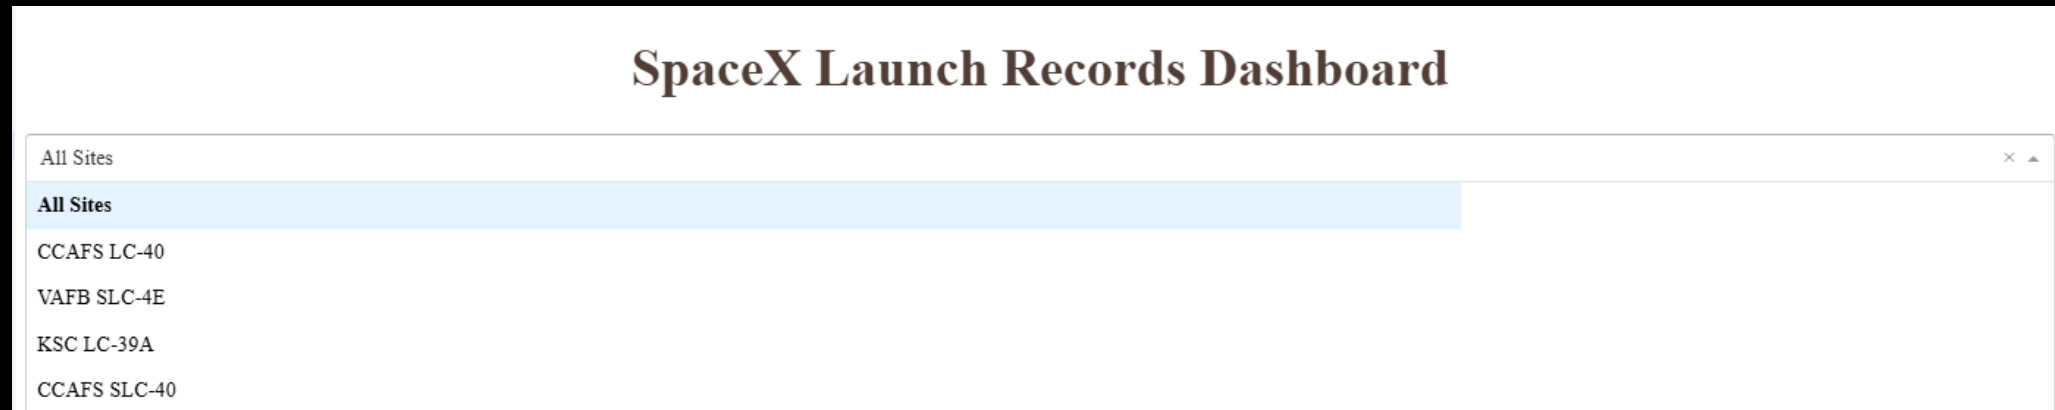 SpaceX Launch Records Dashboard
All Sites
All Sites
CCAFS LC-40
VAFB SLC-4E
KSC LC-39A
CCAFS SLC-40